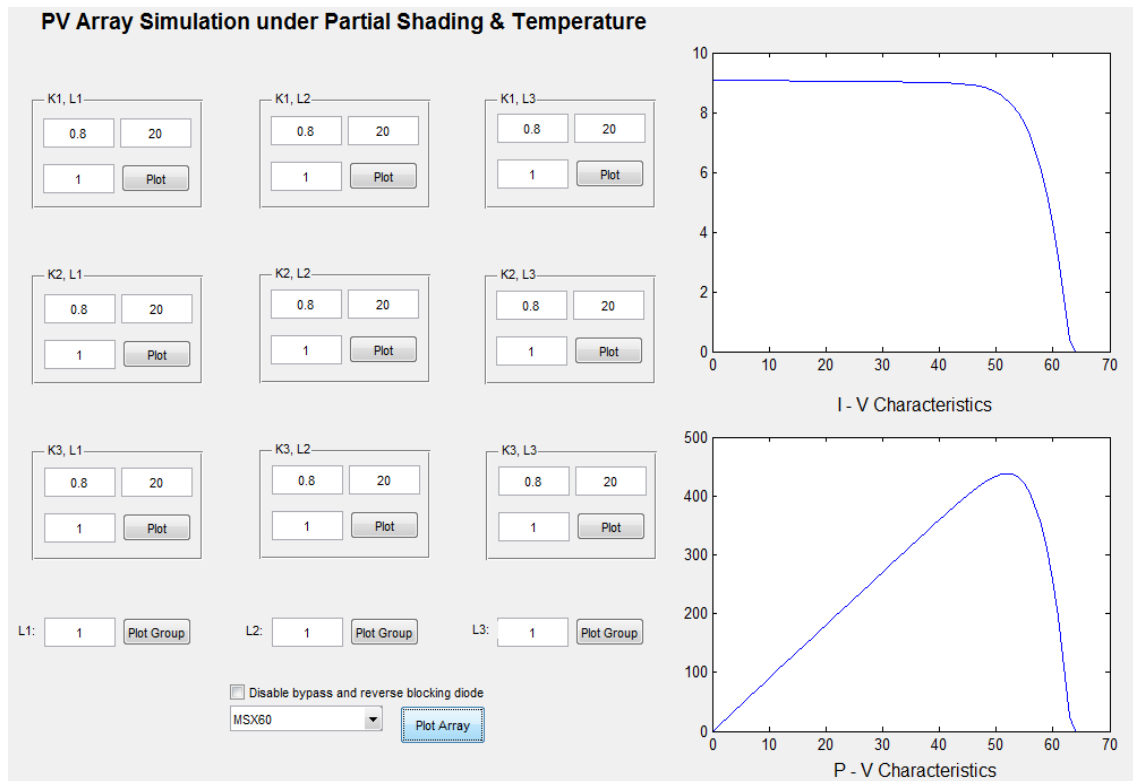 PV Array Simulation under Partial Shading & Temperature
K1, L1
0.8 20
1 Plot
K1, L2
0.8 20
1 Plot
K1, L3
0.8 20
1 Plot
K2, L1
0.8 20
1 Plot
K2, L2
0.8 20
1 Plot
K2, L3
0.8 20
1 Plot
K3, L1
0.8 20
1 Plot
K3, L2
0.8 20
1 Plot
K3, L3
0.8 20
1 Plot
L1: 1 Plot Group
L2: 1 Plot Group
L3: 1 Plot Group
Disable bypass and reverse blocking diode
MSX60
Plot Array
10
8
6
4
2
0
0 10 20 30 40 50 60 70
I - V Characteristics
500
400
300
200
100
0
0 10 20 30 40 50 60 70
P - V Characteristics